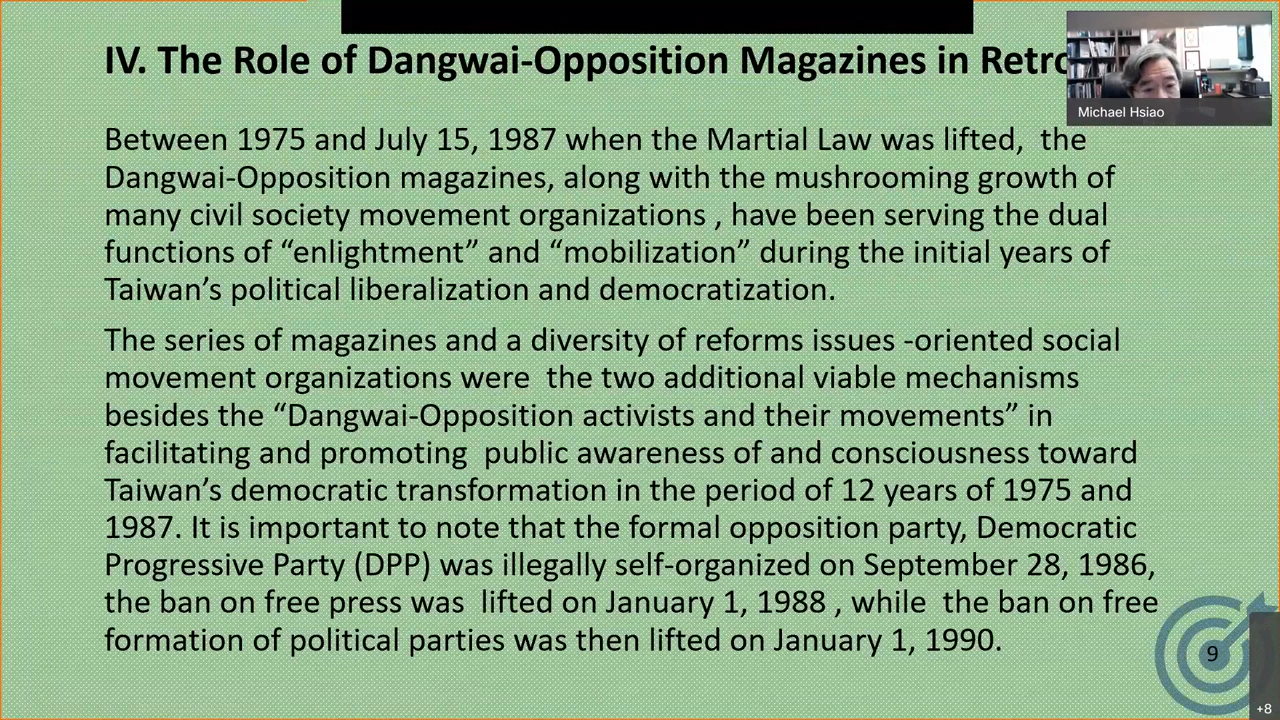 IV. The Role of Dangwai-Opposition Magazines in Retro
Michael Hsiao
Between 1975 and July 15, 1987 when the Martial Law was lifted,  the
Dangwai-Opposition magazines, along with the mushrooming growth of
many civil society movement organizations , have been serving the dual
functions of “enlightment” and “mobilization” during the initial years of
Taiwan’s political liberalization and democratization.
The series of magazines and a diversity of reforms issues -oriented social
movement organizations were  the two additional viable mechanisms
besides the “Dangwai-Opposition activists and their movements” in
facilitating and promoting  public awareness of and consciousness toward
Taiwan’s democratic transformation in the period of 12 years of 1975 and
1987. It is important to note that the formal opposition party, Democratic
Progressive Party (DPP) was illegally self-organized on September 28, 1986,
the ban on free press was  lifted on January 1, 1988 , while  the ban on free
formation of political parties was then lifted on January 1, 1990.
9
+8